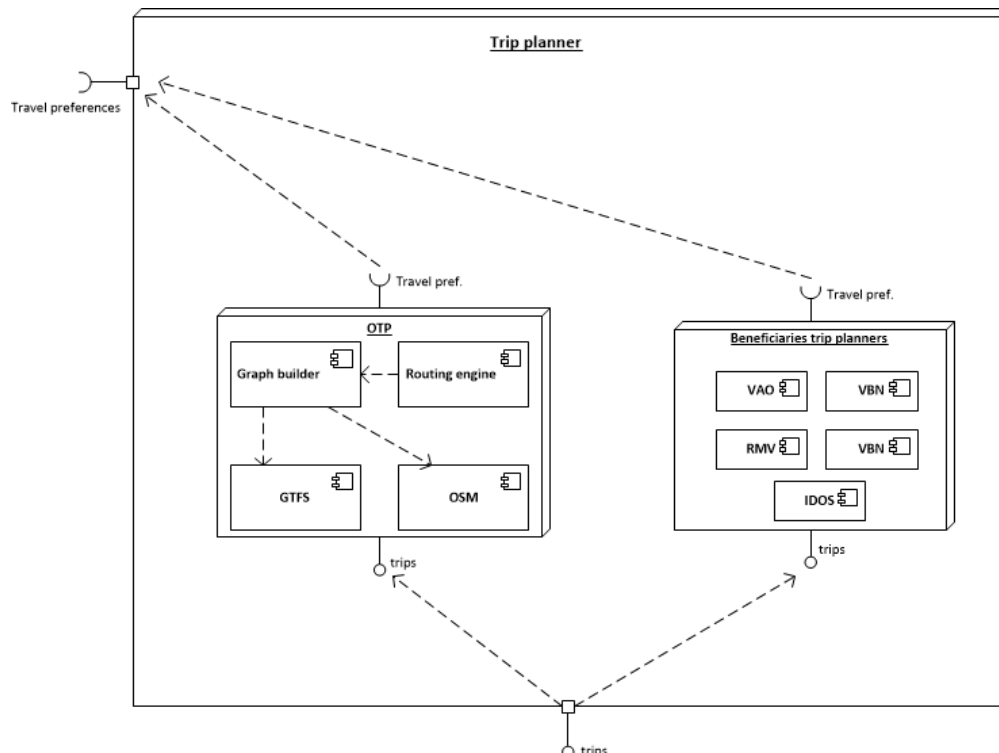 Trip planner
Travel preferences
Travel pref.
Travel pref.
OTP
Beneficiaries trip planners
Graph builder
Routing engine
VAO
VBN
RMV
VBN
GTFS
OSM
IDOS
trips
trips
trips